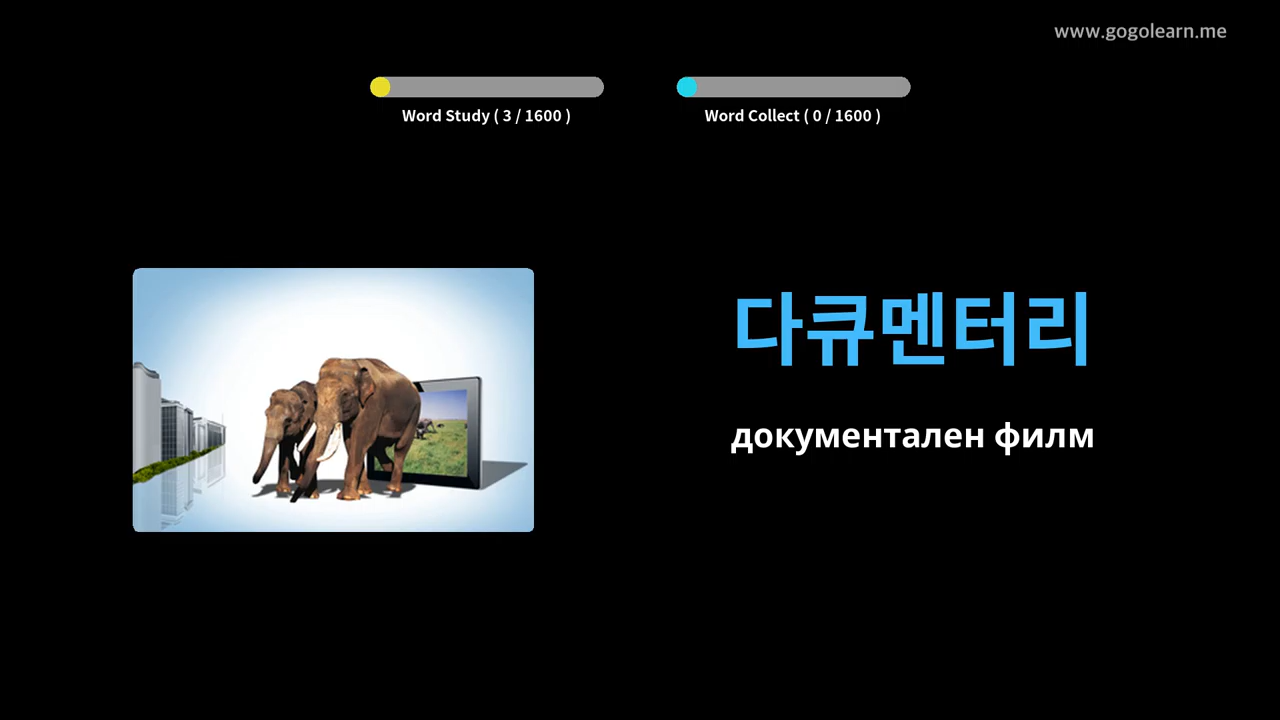 www.gogolearn.me
Word Study ( 3 / 1600 )
Word Collect ( 0 / 1600 )
다큐멘터리
документален филм